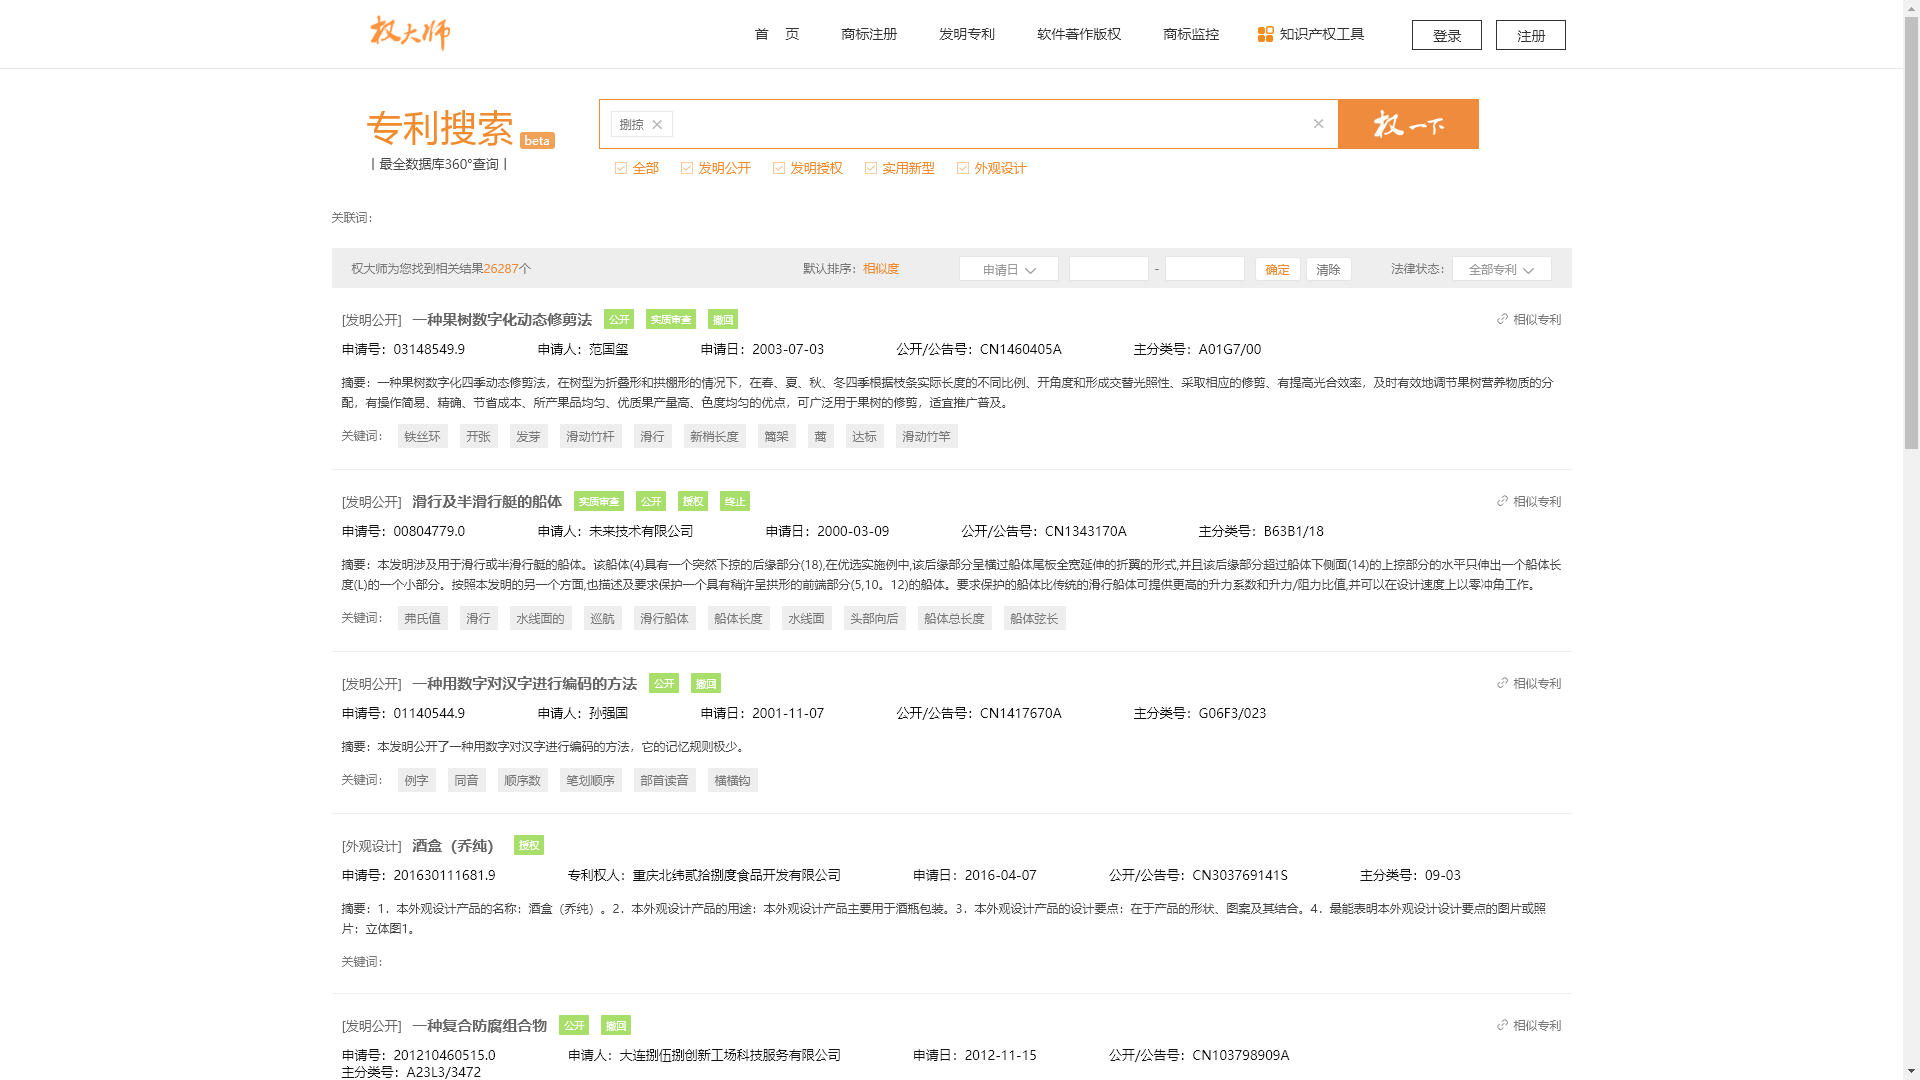 权大师
首 页
商标注册
发明专利
软件著作版权
商标监控
知识产权工具
登录
注册
专利搜索 beta
丨最全数据库360°查询丨
捌掠
权一下
全部
发明公开
发明授权
实用新型
外观设计
关联词：
权大师为您找到相关结果26287个
默认排序： 相似度
申请日
-
确定
清除
法律状态：
全部专利
[发明公开] 一种果树数字化动态修剪法 公开 实质审查 撤回
相似专利
申请号：03148549.9 申请人：范国玺 申请日：2003-07-03 公开/公告号：CN1460405A 主分类号：A01G7/00
摘要：一种果树数字化四季动态修剪法，在树型为折叠形和拱棚形的情况下，在春、夏、秋、冬四季根据枝条实际长度的不同比例、开角度和形成交替光照性、采取相应的修剪、有提高光合效率，及时有效地调节果树营养物质的分
配，有操作简易、精确、节省成本、所产果品均匀、优质果产量高、色度均匀的优点，可广泛用于果树的修剪，适宜推广普及。
关键词： 铁丝环 开张 发芽 滑动竹杆 滑行 新梢长度 篱架 蓠 达标 滑动竹竿
[发明公开] 滑行及半滑行艇的船体 实质审查 公开 授权 终止
相似专利
申请号：00804779.0 申请人：未来技术有限公司 申请日：2000-03-09 公开/公告号：CN1343170A 主分类号：B63B1/18
摘要：本发明涉及用于滑行或半滑行艇的船体。该船体(4)具有一个突然下掠的后缘部分(18),在优选实施例中,该后缘部分呈横过船体尾板全宽延伸的折翼的形式,并且该后缘部分超过船体下侧面(14)的上掠部分的水平只伸出一个船体长
度(L)的一个小部分。按照本发明的另一个方面,也描述及要求保护一个具有稍许呈拱形的前端部分(5,10。12)的船体。要求保护的船体比传统的滑行船体可提供更高的升力系数和升力/阻力比值,并可以在设计速度上以零冲角工作。
关键词： 弗氏值 滑行 水线面的 巡航 滑行船体 船体长度 水线面 头部向后 船体总长度 船体弦长
[发明公开] 一种用数字对汉字进行编码的方法 公开 撤回
相似专利
申请号：01140544.9 申请人：孙强国 申请日：2001-11-07 公开/公告号：CN1417670A 主分类号：G06F3/023
摘要：本发明公开了一种用数字对汉字进行编码的方法，它的记忆规则极少。
关键词： 例字 同音 顺序数 笔划顺序 部首读音 横横钩
[外观设计] 酒盒（乔纯） 授权
申请号：201630111681.9 专利权人：重庆北纬贰拾捌度食品开发有限公司 申请日：2016-04-07 公开/公告号：CN303769141S 主分类号：09-03
摘要：1．本外观设计产品的名称：酒盒（乔纯）。2．本外观设计产品的用途：本外观设计产品主要用于酒瓶包装。3．本外观设计产品的设计要点：在于产品的形状、图案及其结合。4．最能表明本外观设计设计要点的图片或照
片：立体图1。
关键词：
[发明公开] 一种复合防腐组合物 公开 撤回
相似专利
申请号：201210460515.0 申请人：大连捌伍捌创新工场科技服务有限公司 申请日：2012-11-15 公开/公告号：CN103798909A
主分类号：A23L3/3472